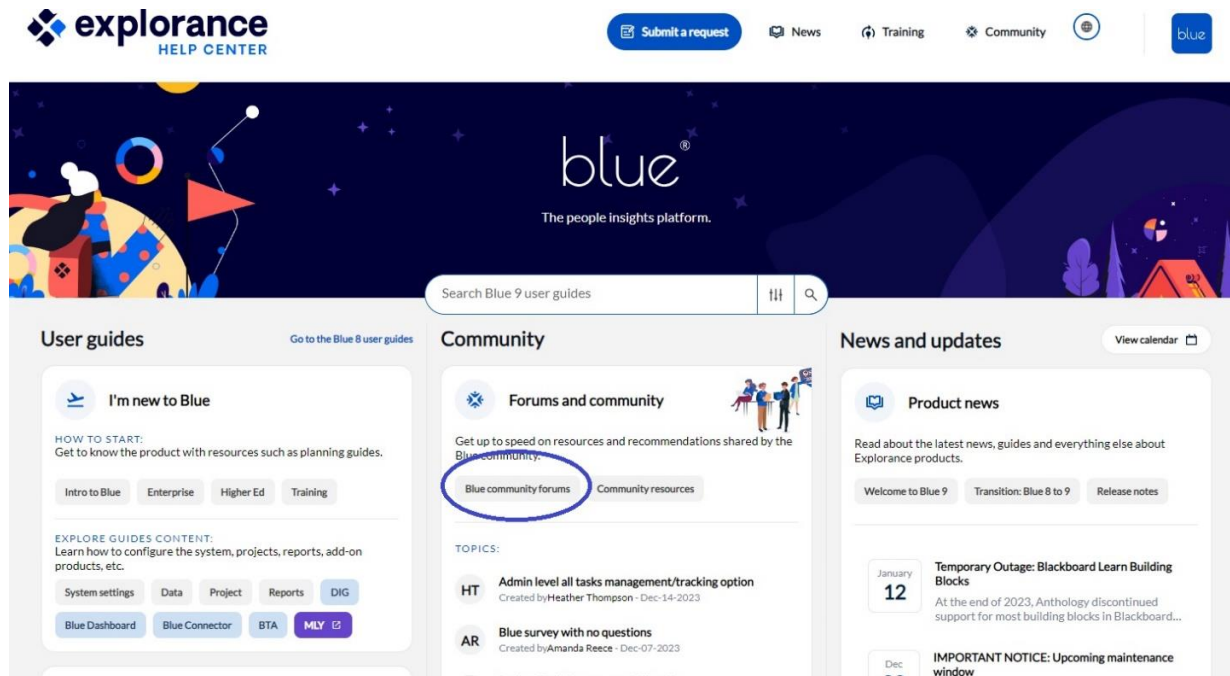 explorance
HELP CENTER
Submit a request
News
Training
Community
blue
blue®
The people insights platform.
Search Blue 9 user guides
User guides
Go to the Blue 8 user guides
I'm new to Blue
HOW TO START:
Get to know the product with resources such as planning guides.
Intro to Blue
Enterprise
Higher Ed
Training
EXPLORE GUIDES CONTENT:
Learn how to configure the system, projects, reports, add-on
products, etc.
System settings
Data
Project
Reports
DIG
Blue Dashboard
Blue Connector
BTA
MLY
Community
Forums and community
Get up to speed on resources and recommendations shared by the
Blue community.
Blue community forums
Community resources
TOPICS:
HT
Admin level all tasks management/tracking option
Created byHeather Thompson - Dec-14-2023
AR
Blue survey with no questions
Created byAmanda Reece - Dec-07-2023
News and updates
View calendar
Product news
Read about the latest news, guides and everything else about
Explorance products.
Welcome to Blue 9
Transition: Blue 8 to 9
Release notes
January
12
Temporary Outage: Blackboard Learn Building
Blocks
At the end of 2023, Anthology discontinued
support for most building blocks in Blackboard...
Dec
IMPORTANT NOTICE: Upcoming maintenance
window